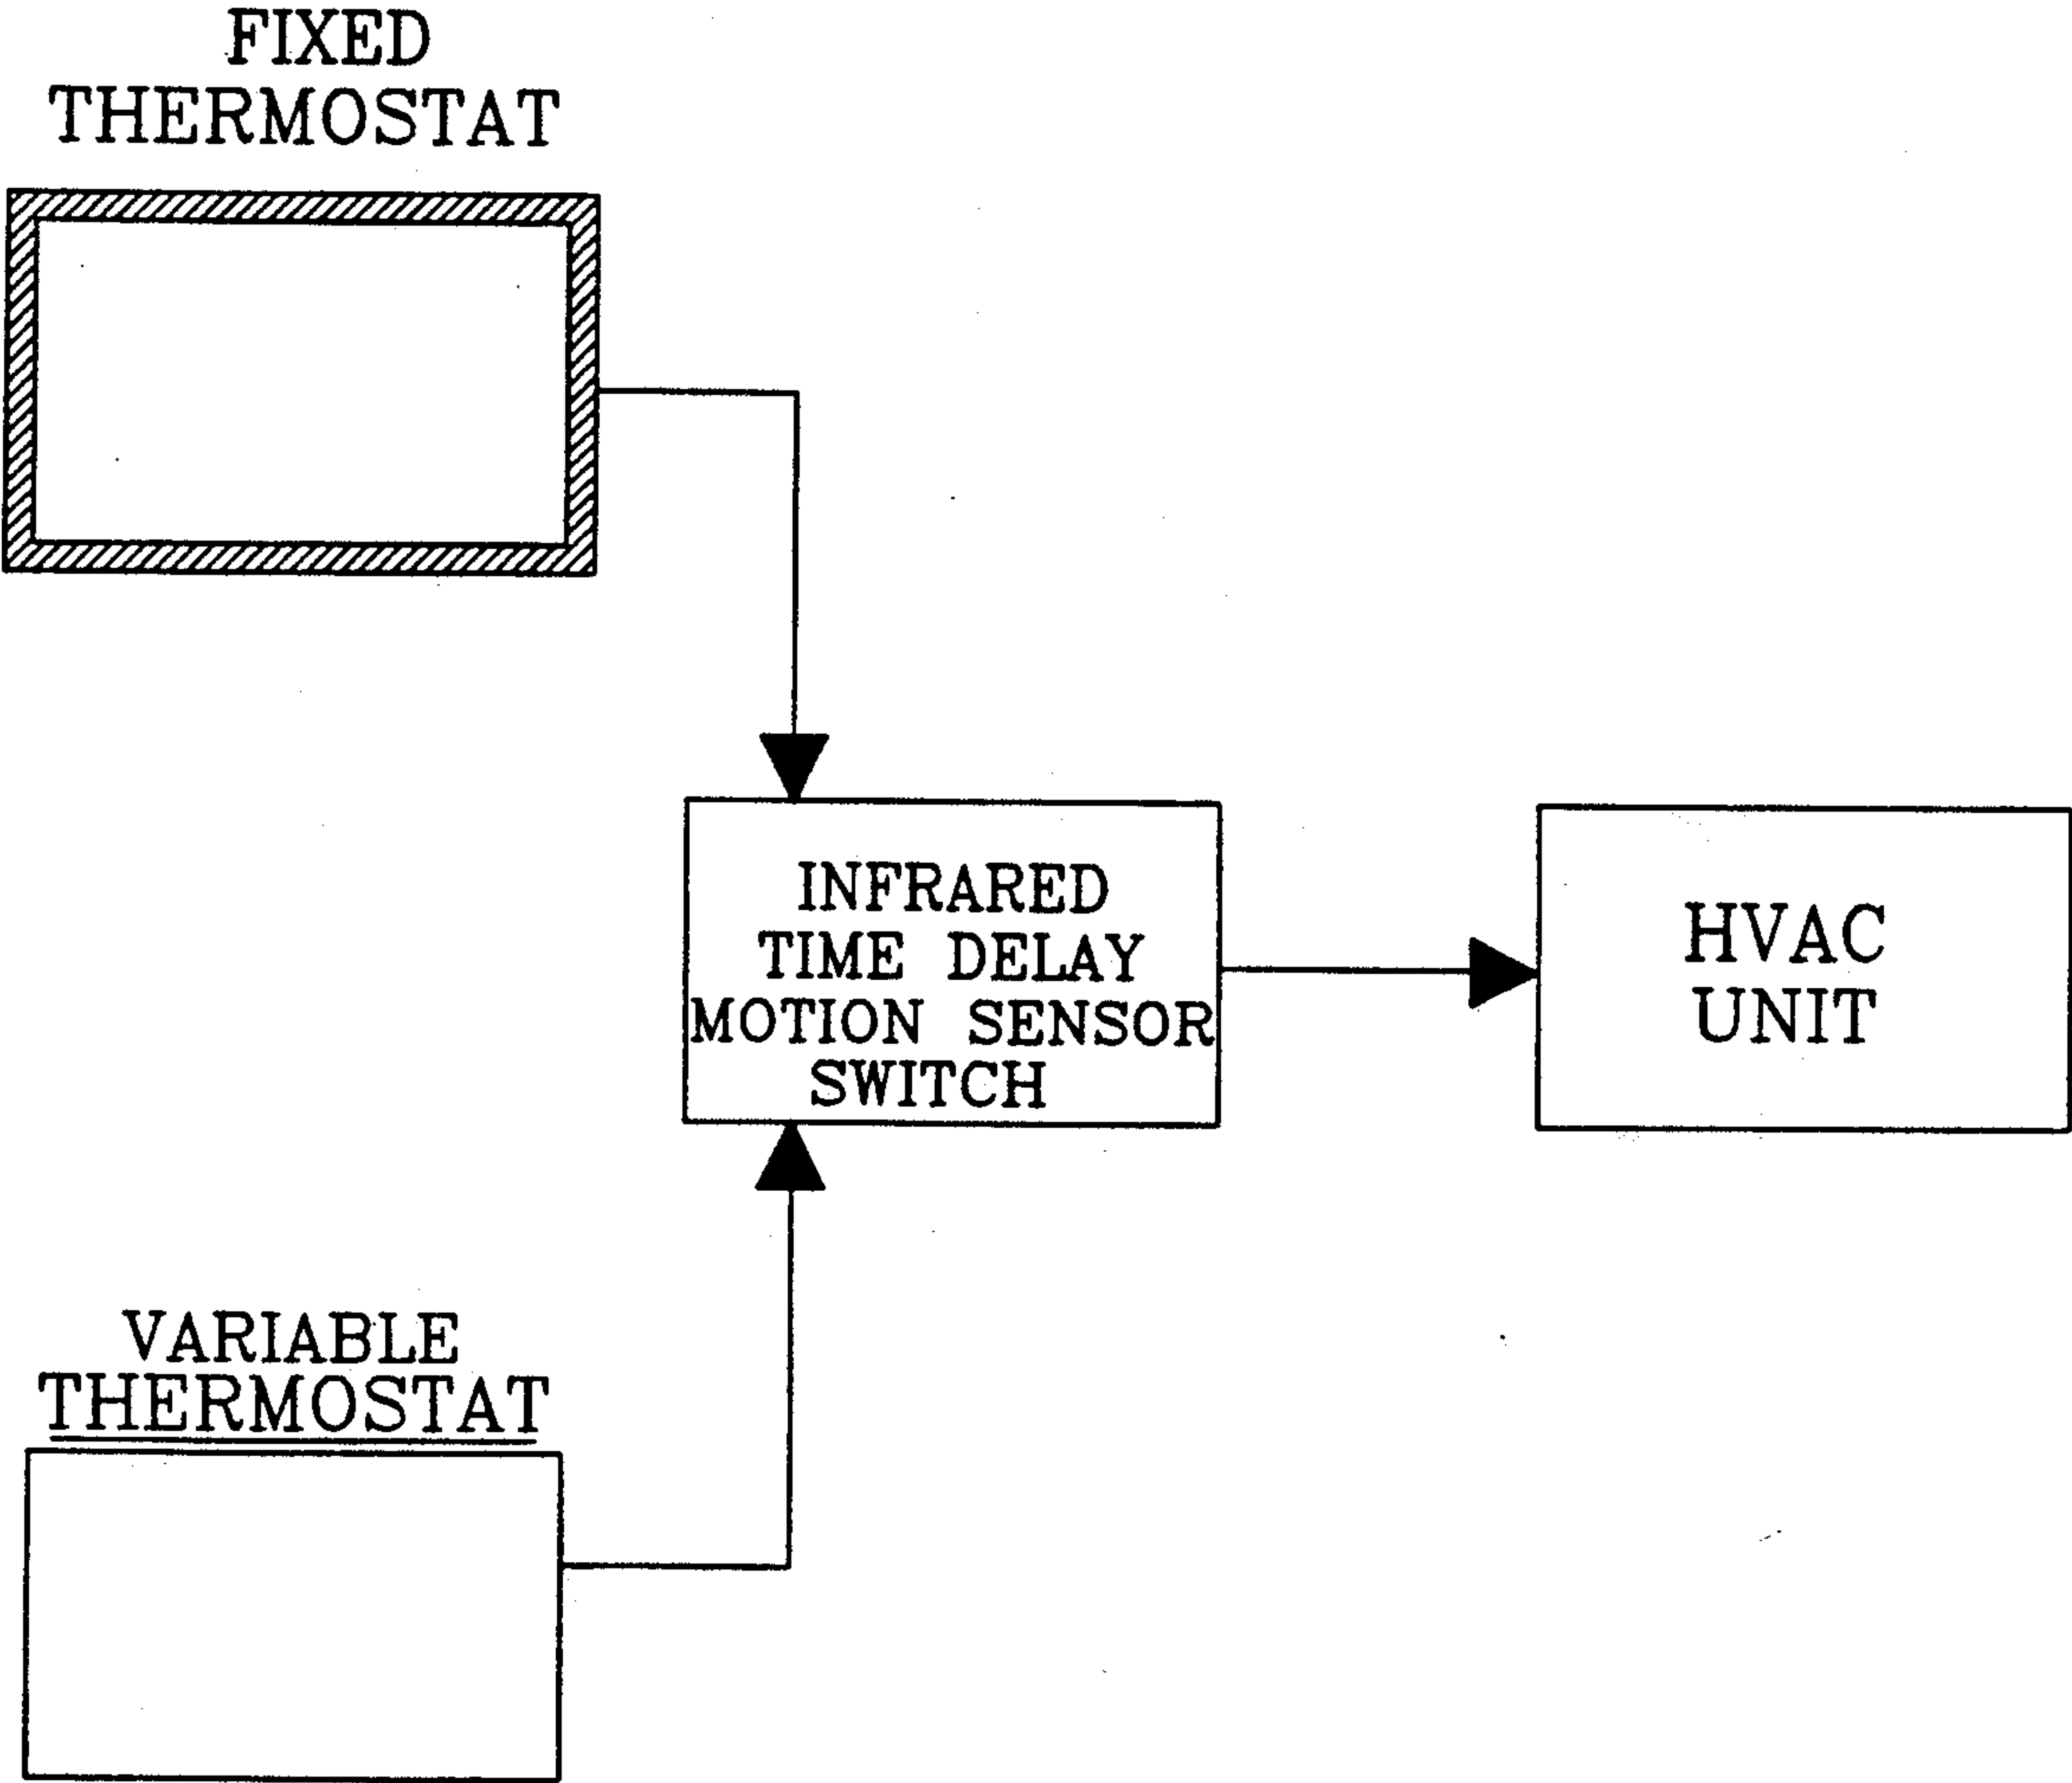 FIXED
THERMOSTAT
INFRARED
TIME DELAY
MOTION SENSOR
SWITCH
HVAC
UNIT
VARIABLE
THERMOSTAT